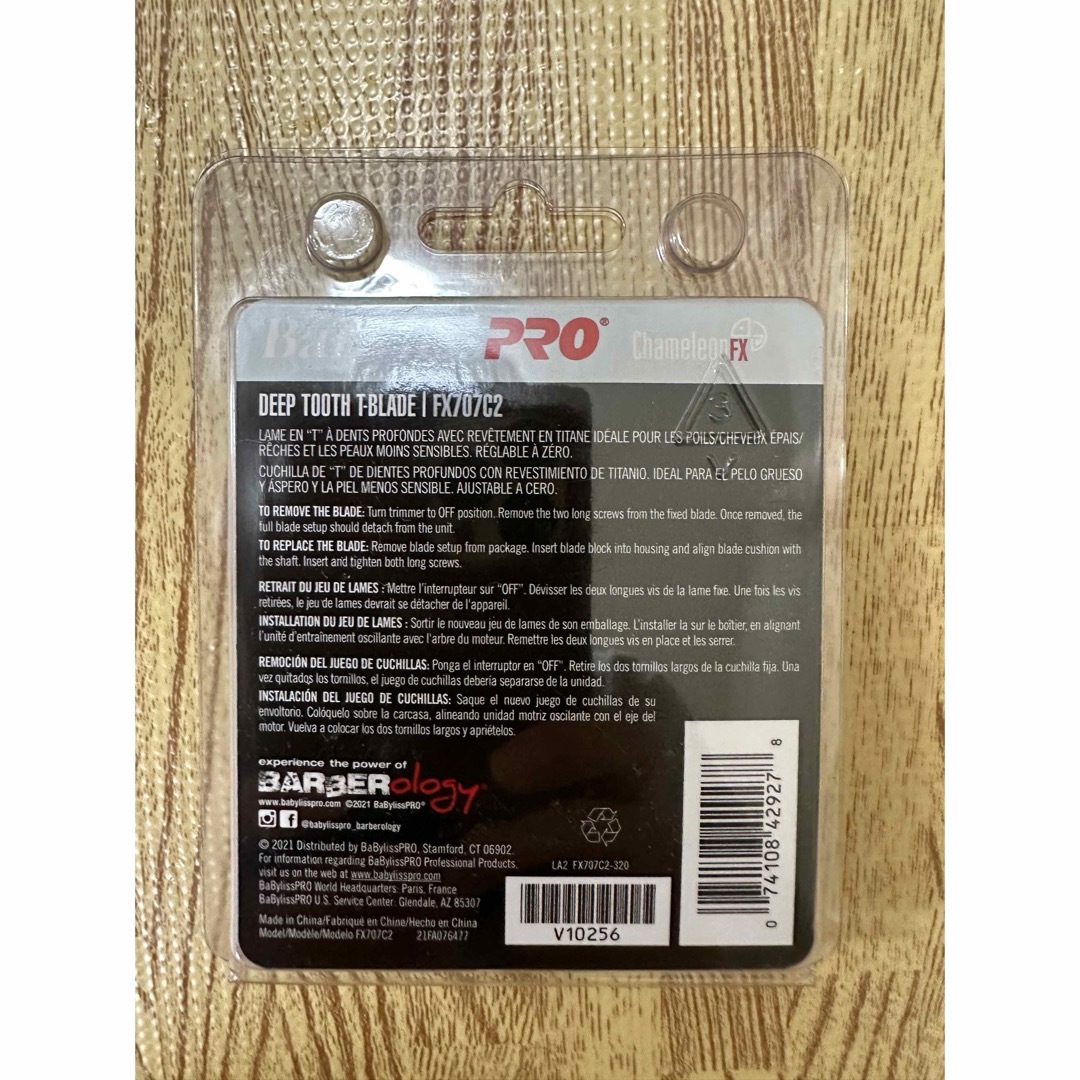 PRO®
ChameleonFX
3
V
DEEP TOOTH T-BLADE | FX707C2
LAME EN "T" À DENTS PROFONDES AVEC REVÊTEMENT EN TITANE IDÉALE POUR LES POILS/CHEVEUX ÉPAIS/
RÊCHES ET LES PEAUX MOINS SENSIBLES. RÉGLABLE À ZÉRO.
CUCHILLA DE "T" DE DIENTES PROFUNDOS CON REVESTIMIENTO DE TITANIO. IDEAL PARA EL PELO GRUESO
Y ÁSPERO Y LA PIEL MENOS SENSIBLE. AJUSTABLE A CERO.
TO REMOVE THE BLADE: Turn trimmer to OFF position. Remove the two long screws from the fixed blade. Once removed, the
full blade setup should detach from the unit.
TO REPLACE THE BLADE: Remove blade setup from package. Insert blade block into housing and align blade cushion with
the shaft. Insert and tighten both long screws.
RETRAIT DU JEU DE LAMES : Mettre l'interrupteur sur "OFF". Dévisser les deux longues vis de la lame fixe. Une fois les vis
retirées, le jeu de lames devrait se détacher de l'appareil.
INSTALLATION DU JEU DE LAMES : Sortir le nouveau jeu de lames de son emballage. L'installer la sur le boîtier, en alignant
l'unité d'entraînement oscillante avec l'arbre du moteur. Remettre les deux longues vis en place et les serrer.
REMOCIÓN DEL JUEGO DE CUCHILLAS: Ponga el interruptor en "OFF". Retire los dos tornillos largos de la cuchilla fija. Una
vez quitados los tornillos, el juego de cuchillas debería separarse de la unidad.
INSTALACIÓN DEL JUEGO DE CUCHILLAS: Saque el nuevo juego de cuchillas de su
envoltorio. Colóquelo sobre la carcasa, alineando unidad motriz oscilante con el eje del
motor. Vuelva a colocar los dos tornillos largos y apriételos.
experience the power of
BARBERology®
www.babylisspro.com ©2021 BaBylissPRO®
@babylisspro_barberology
© 2021 Distributed by BaBylissPRO, Stamford, CT 06902.
For information regarding BaBylissPRO Professional Products,
visit us on the web at www.babylisspro.com
BaBylissPRO World Headquarters: Paris, France
BaBylissPRO U.S. Service Center: Glendale, AZ 85307
Made in China/Fabriqué en Chine/Hecho en China
Model/Modèle/Modelo FX707C2 21FA076477
LA2 FX707C2-320
V10256
0 74108 42927 8